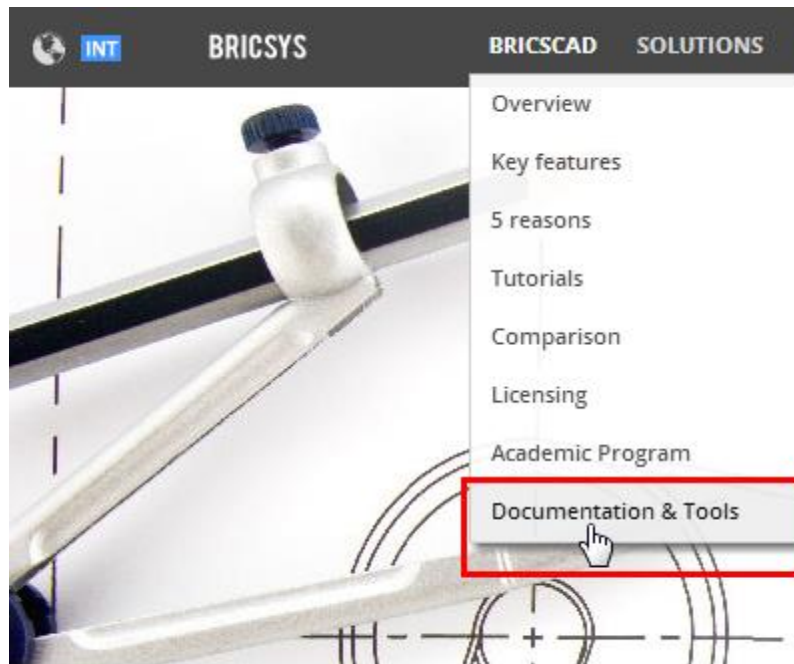 INT BRICSYS BRICSCAD SOLUTIONS
Overview
Key features
5 reasons
Tutorials
Comparison
Licensing
Academic Program
Documentation & Tools